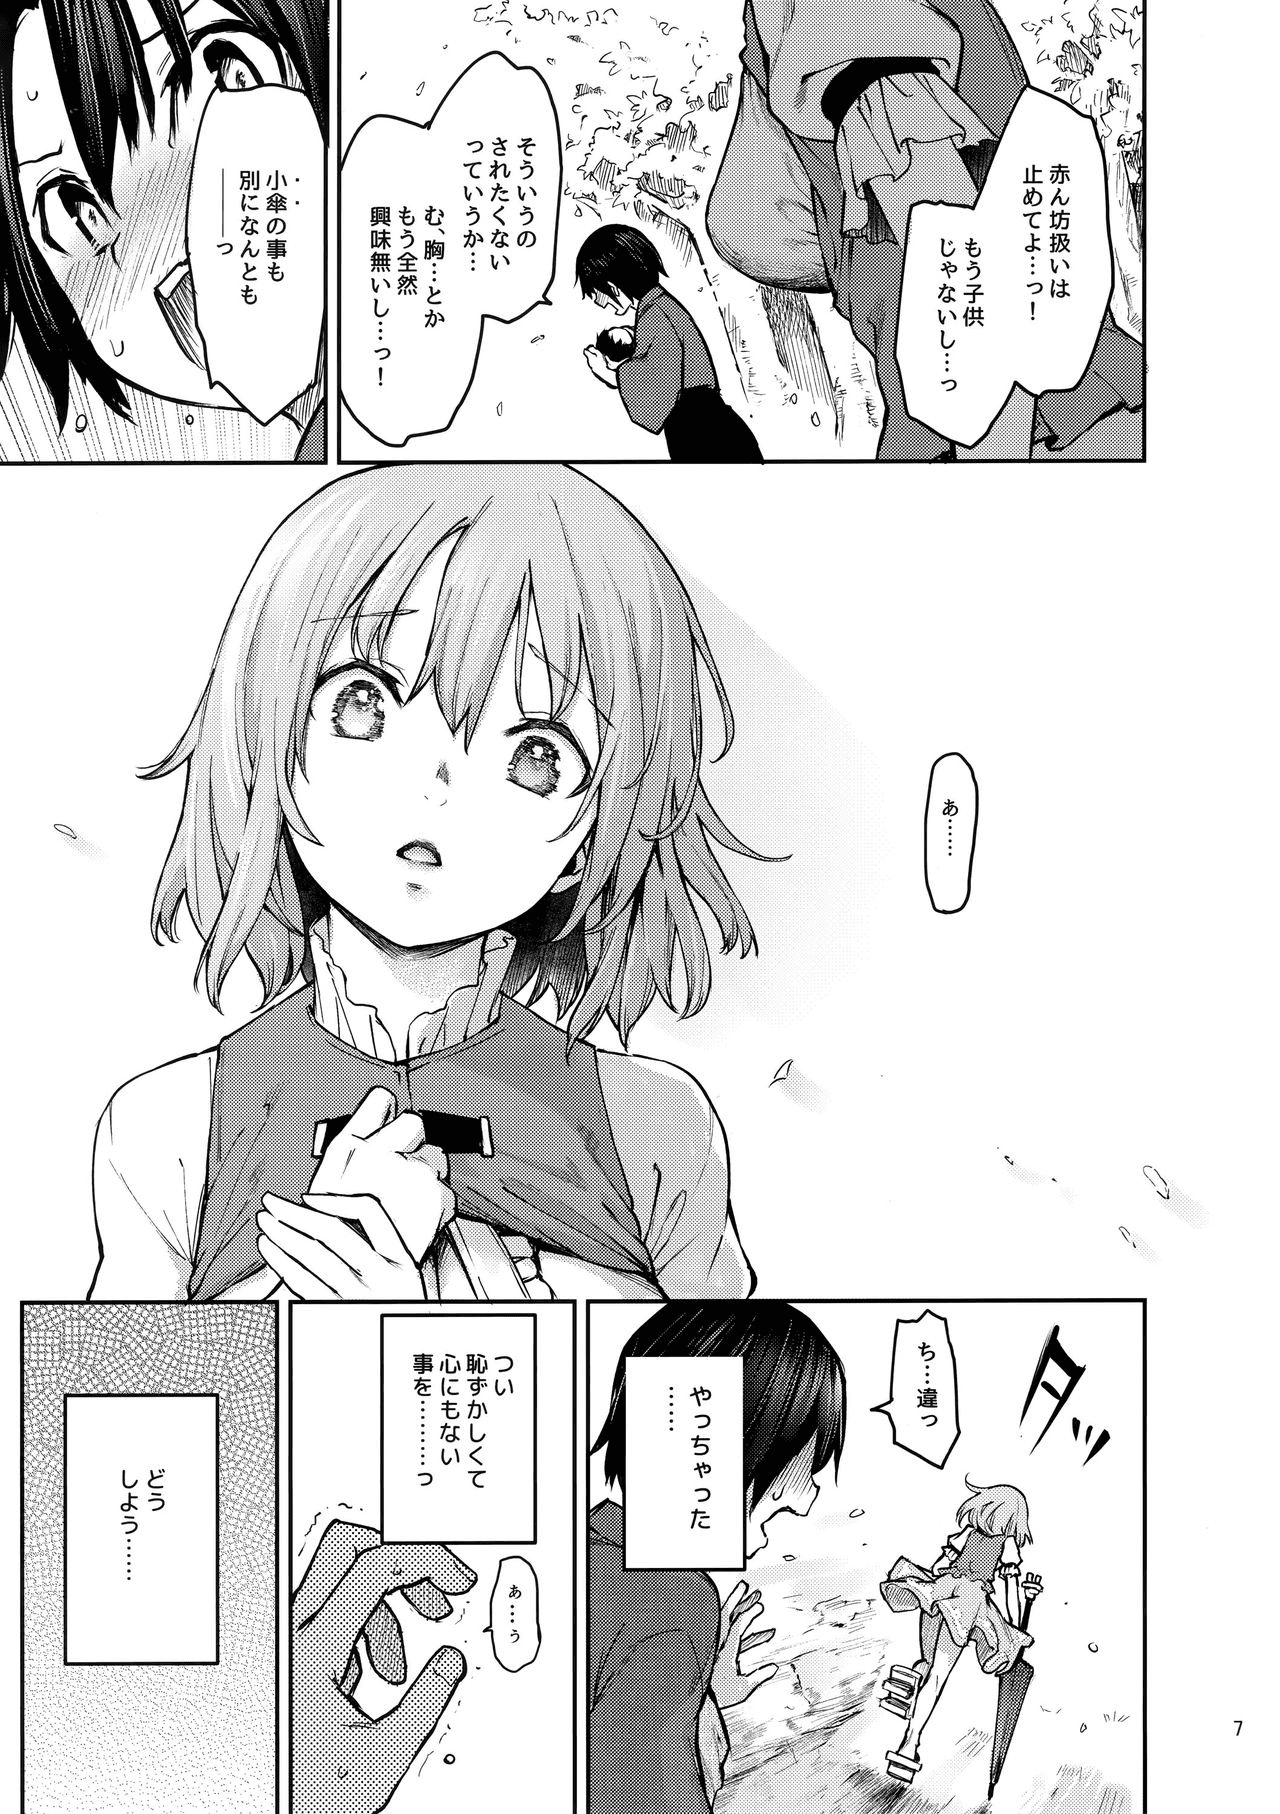 赤ん坊扱いは
止めてよ…っ！
もう子供
じゃないし…っ
そういうの
されたくない
っていうか…
む、胸…とか
もう全然
興味無いし…っ！
小傘の事も
別になんとも
――っ
あ……
ダッ
ち…違っ
やっちゃった
……
つい
恥ずかしくて
心にもない
事を………っ
あ…ぅ
どう
しよう……
7